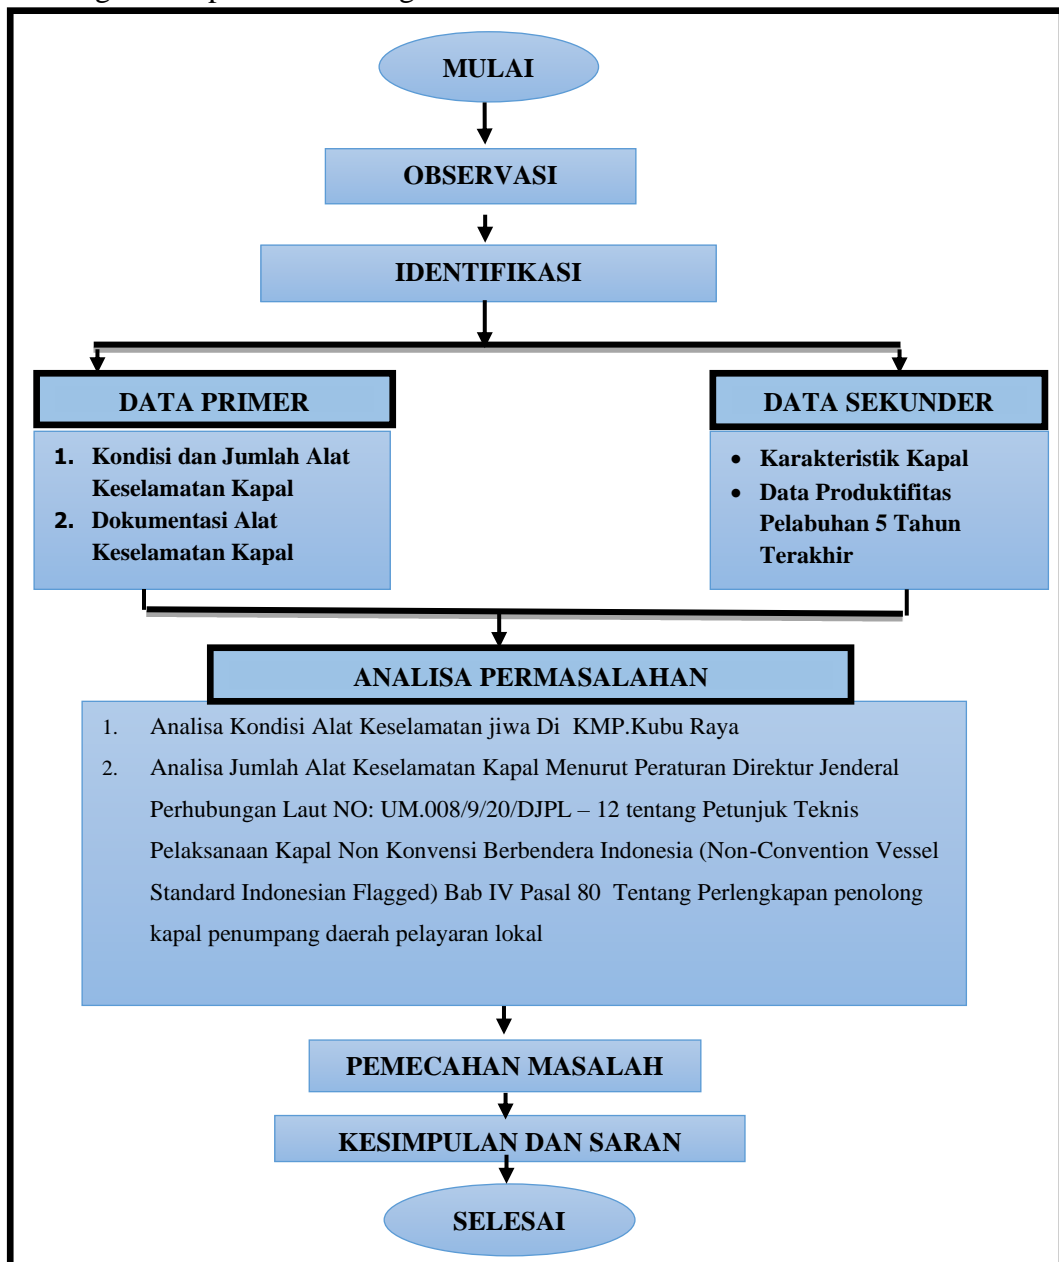 MULAI
OBSERVASI
IDENTIFIKASI
DATA PRIMER
1. Kondisi dan Jumlah Alat
Keselamatan Kapal
2. Dokumentasi Alat
Keselamatan Kapal
DATA SEKUNDER
• Karakteristik Kapal
• Data Produktifitas
Pelabuhan 5 Tahun
Terakhir
ANALISA PERMASALAHAN
1. Analisa Kondisi Alat Keselamatan jiwa Di KMP.Kubu Raya
2. Analisa Jumlah Alat Keselamatan Kapal Menurut Peraturan Direktur Jenderal
Perhubungan Laut NO: UM.008/9/20/DJPL – 12 tentang Petunjuk Teknis
Pelaksanaan Kapal Non Konvensi Berbendera Indonesia (Non-Convention Vessel
Standard Indonesian Flagged) Bab IV Pasal 80 Tentang Perlengkapan penolong
kapal penumpang daerah pelayaran lokal
PEMECAHAN MASALAH
KESIMPULAN DAN SARAN
SELESAI